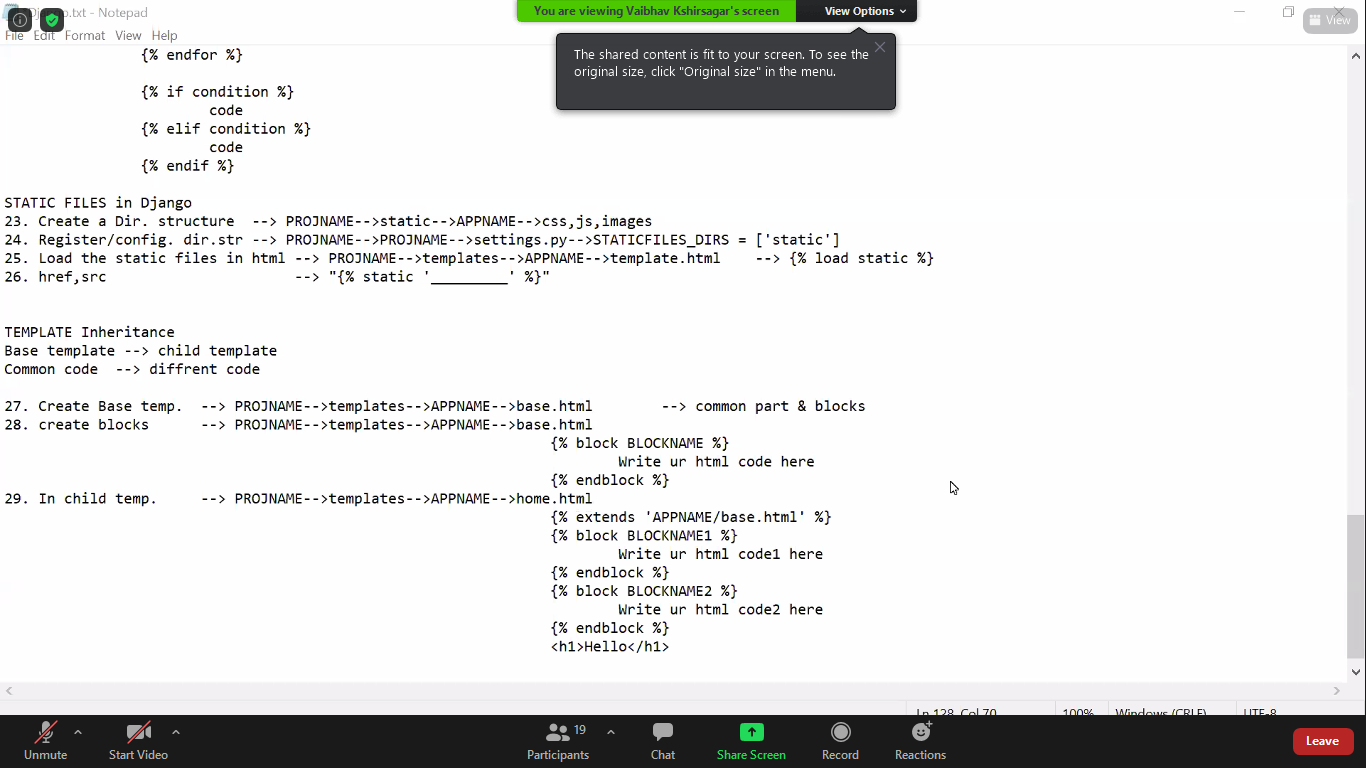 .txt - Notepad
You are viewing Vaibhav Kshirsagar's screen
View Options
View
File Edit Format View Help
The shared content is fit to your screen. To see the
original size, click "Original size" in the menu.
{% endfor %}
{% if condition %}
code
{% elif condition %}
code
{% endif %}
STATIC FILES in Django
23. Create a Dir. structure --> PROJNAME-->static-->APPNAME-->css,js,images
24. Register/config. dir.str --> PROJNAME-->PROJNAME-->settings.py-->STATICFILES_DIRS = ['static']
25. Load the static files in html --> PROJNAME-->templates-->APPNAME-->template.html --> {% load static %}
26. href,src --> "{% static '_________' %}"
TEMPLATE Inheritance
Base template --> child template
Common code --> diffrent code
27. Create Base temp. --> PROJNAME-->templates-->APPNAME-->base.html --> common part & blocks
28. create blocks --> PROJNAME-->templates-->APPNAME-->base.html
{% block BLOCKNAME %}
Write ur html code here
{% endblock %}
29. In child temp. --> PROJNAME-->templates-->APPNAME-->home.html
{% extends 'APPNAME/base.html' %}
{% block BLOCKNAME1 %}
Write ur html code1 here
{% endblock %}
{% block BLOCKNAME2 %}
Write ur html code2 here
{% endblock %}
<h1>Hello</h1>
Ln 128, Col 70 100% Windows (CRLF) UTF-8
Unmute
Start Video
Participants 19
Chat
Share Screen
Record
Reactions
Leave